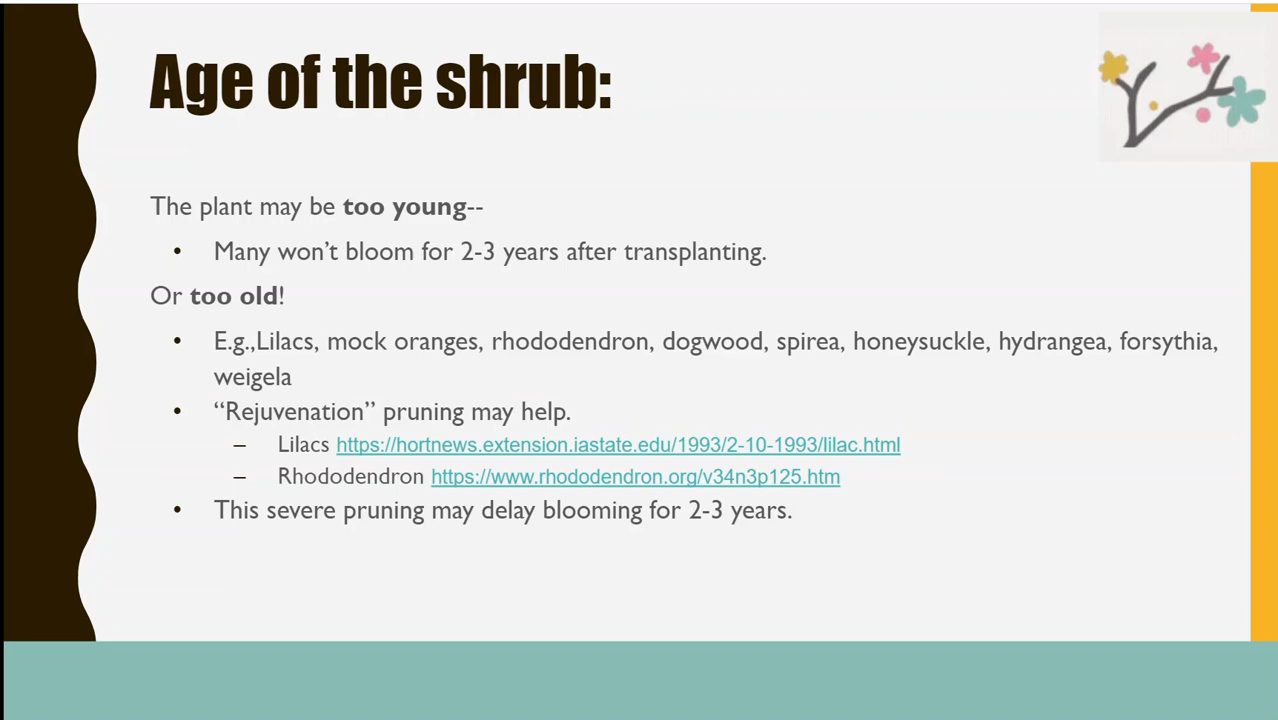 Age of the shrub:
The plant may be too young--
• Many won’t bloom for 2-3 years after transplanting.
Or too old!
• E.g.,Lilacs, mock oranges, rhododendron, dogwood, spirea, honeysuckle, hydrangea, forsythia,
weigela
• “Rejuvenation” pruning may help.
– Lilacs https://hortnews.extension.iastate.edu/1993/2-10-1993/lilac.html
– Rhododendron https://www.rhododendron.org/v34n3p125.htm
• This severe pruning may delay blooming for 2-3 years.